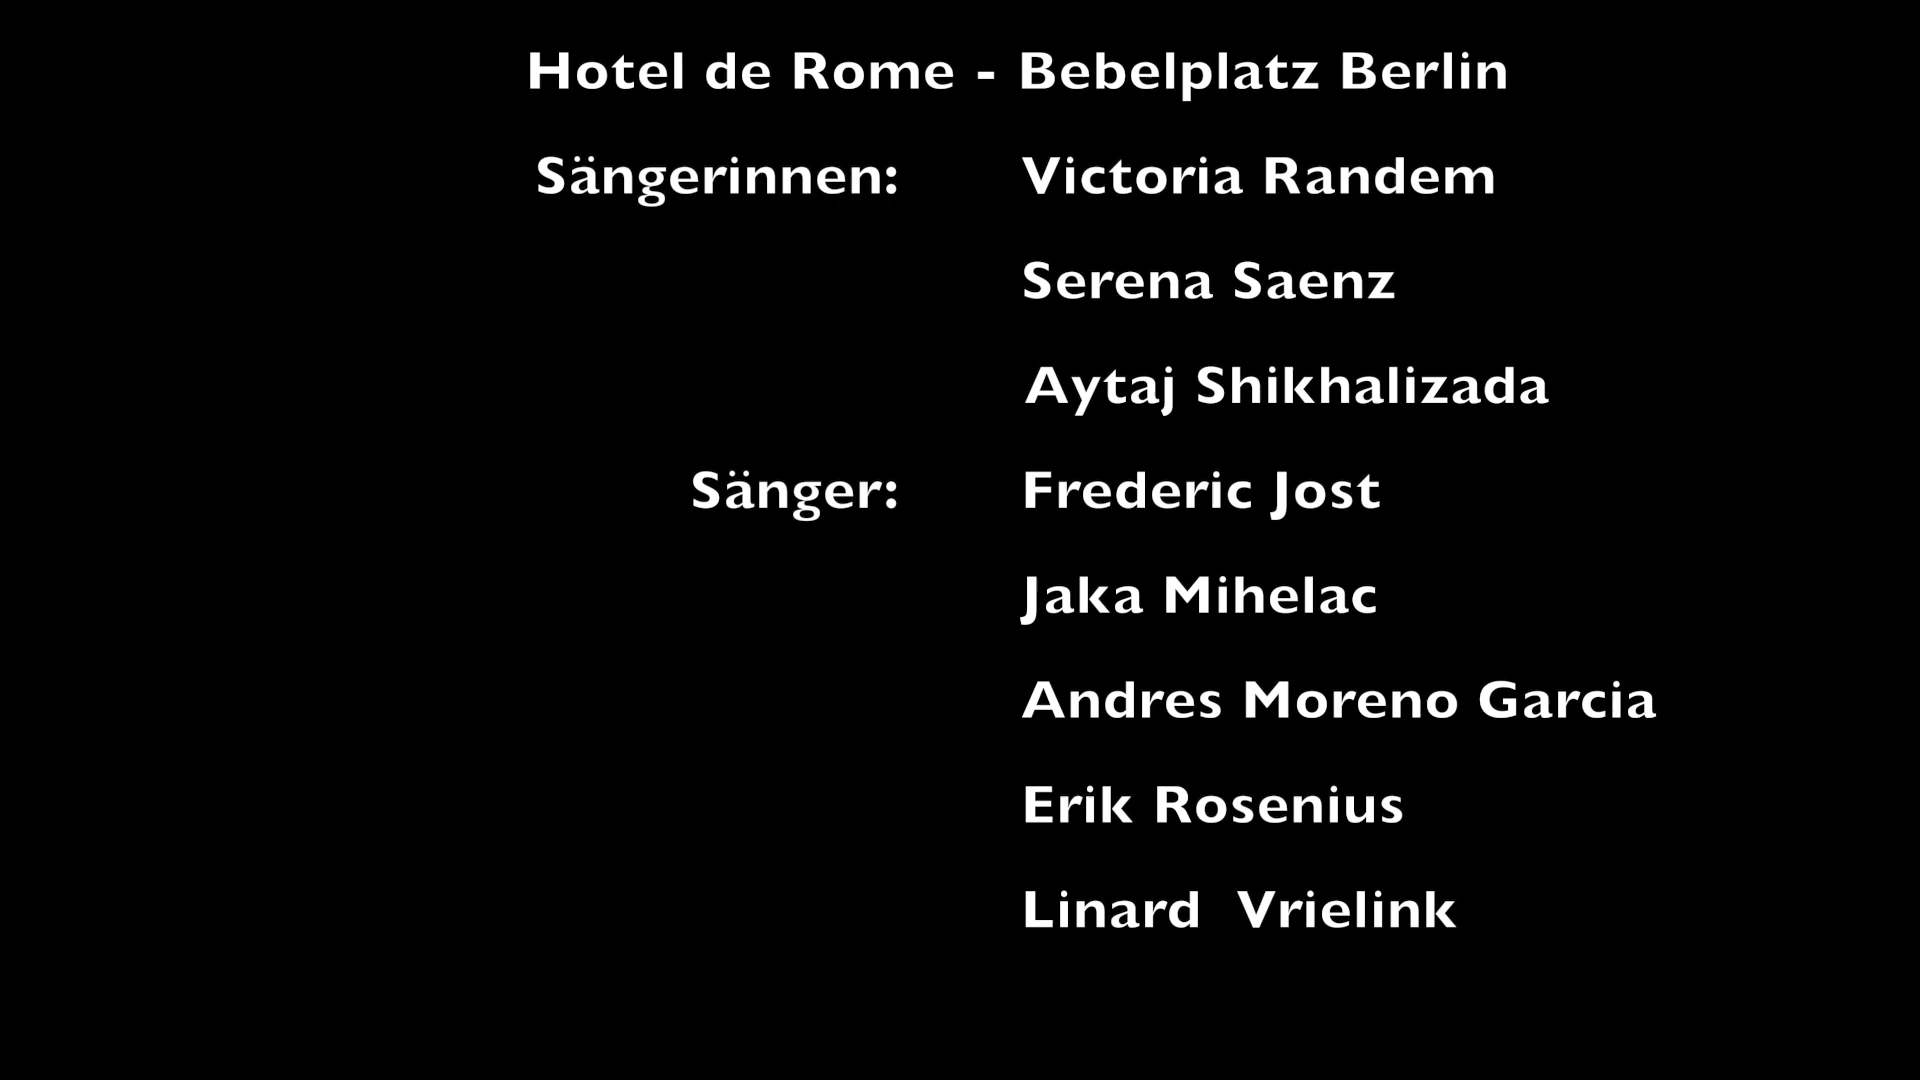 Hotel de Rome - Bebelplatz Berlin
Sängerinnen: Victoria Randem
Serena Saenz
Aytaj Shikhalizada
Sänger: Frederic Jost
Jaka Mihelac
Andres Moreno Garcia
Erik Rosenius
Linard Vrielink